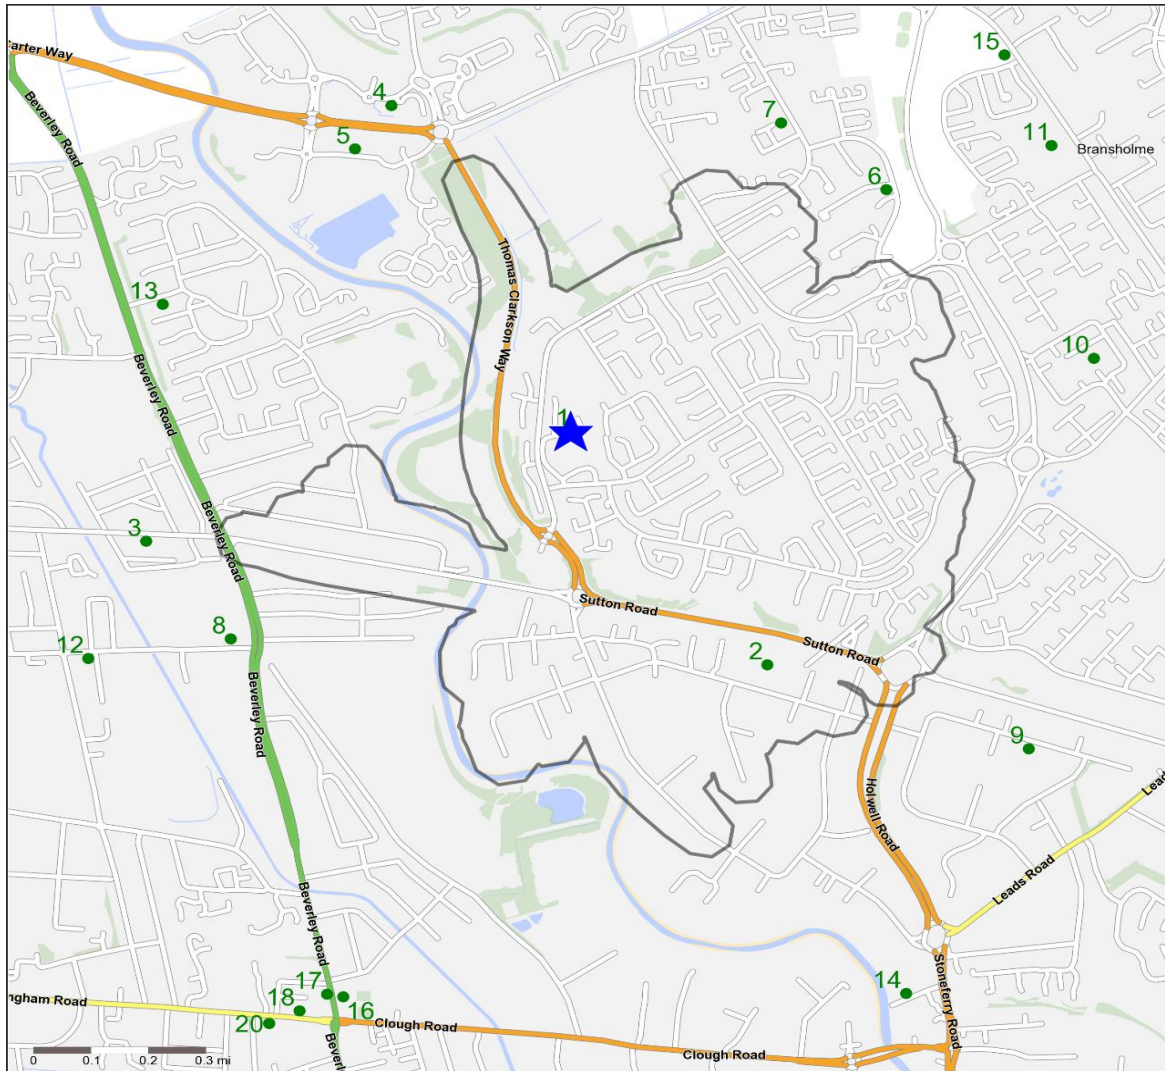 Carter Way
15
4
7
5
11
Bransholme
6
Beverley Road
Thomas Clarkson Way
13
10
Beverley Road
1
Beverley Road
3
Sutton Road
8
2
Sutton Road
12
Beverley Road
9
Holwell Road
Lead
Leads Road
Beverley Road
14
Stoneferry Road
17
ngham Road
18
16
20
Clough Road
Beverl
Clough Road
0 0.1 0.2 0.3 mi